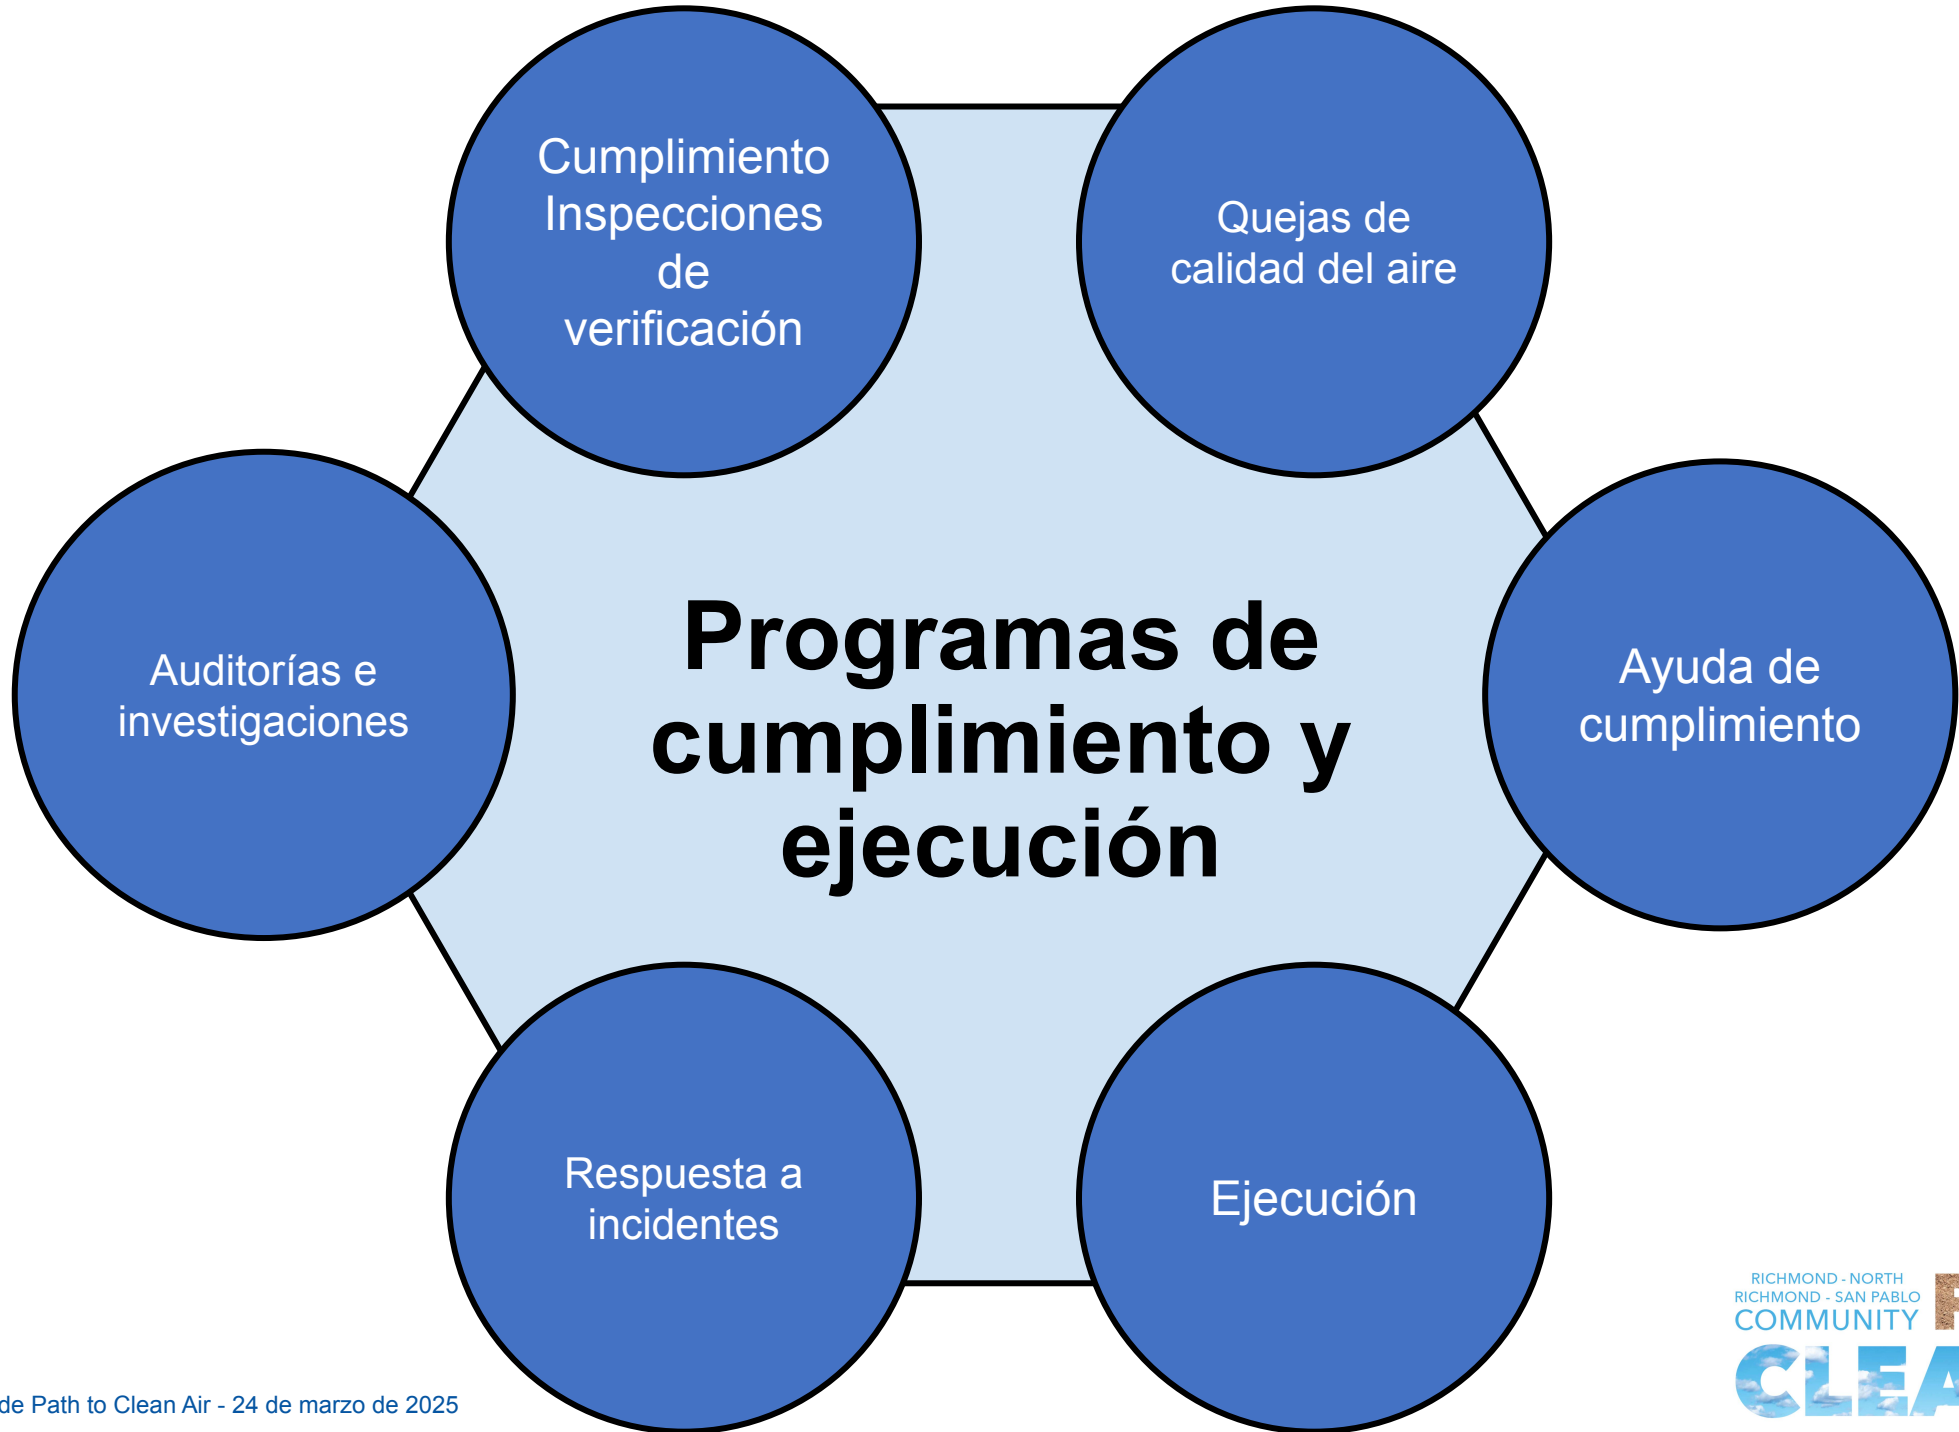 Cumplimiento
Inspecciones
de
verificación
Quejas de
calidad del aire
Auditorías e
investigaciones
Programas de
cumplimiento y
ejecución
Ayuda de
cumplimiento
Respuesta a
incidentes
Ejecución
RICHMOND - NORTH
RICHMOND - SAN PABLO
COMMUNITY
CLEA
de Path to Clean Air - 24 de marzo de 2025